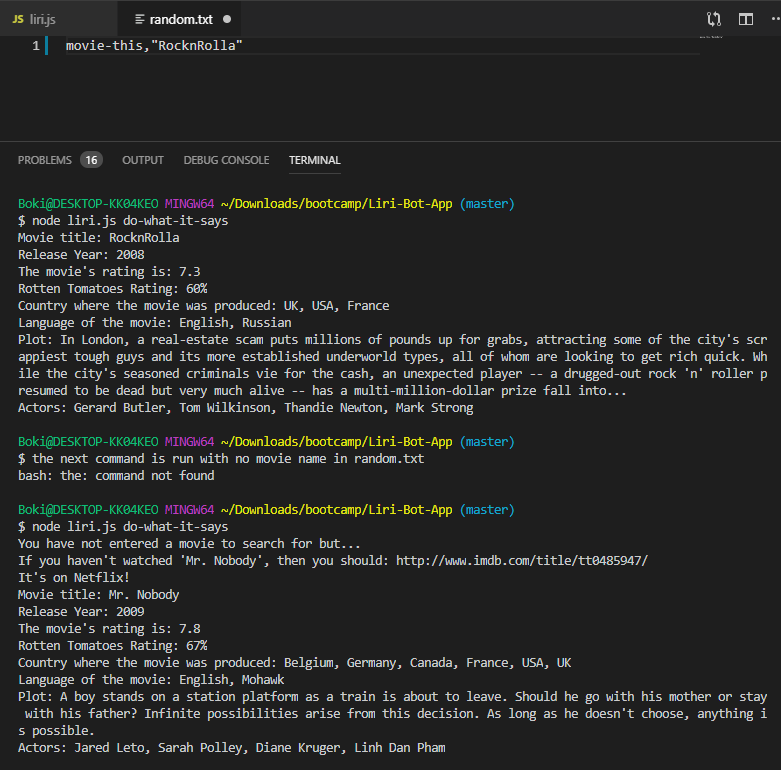 JS liri.js random.txt
1 movie-this,"RocknRolla"
PROBLEMS 16 OUTPUT DEBUG CONSOLE TERMINAL
Boki@DESKTOP-KK04KEO MINGW64 ~/Downloads/bootcamp/Liri-Bot-App (master)
$ node liri.js do-what-it-says
Movie title: RocknRolla
Release Year: 2008
The movie's rating is: 7.3
Rotten Tomatoes Rating: 60%
Country where the movie was produced: UK, USA, France
Language of the movie: English, Russian
Plot: In London, a real-estate scam puts millions of pounds up for grabs, attracting some of the city's scr
appiest tough guys and its more established underworld types, all of whom are looking to get rich quick. Wh
ile the city's seasoned criminals vie for the cash, an unexpected player -- a drugged-out rock 'n' roller p
resumed to be dead but very much alive -- has a multi-million-dollar prize fall into...
Actors: Gerard Butler, Tom Wilkinson, Thandie Newton, Mark Strong
Boki@DESKTOP-KK04KEO MINGW64 ~/Downloads/bootcamp/Liri-Bot-App (master)
$ the next command is run with no movie name in random.txt
bash: the: command not found
Boki@DESKTOP-KK04KEO MINGW64 ~/Downloads/bootcamp/Liri-Bot-App (master)
$ node liri.js do-what-it-says
You have not entered a movie to search for but...
If you haven't watched 'Mr. Nobody', then you should: http://www.imdb.com/title/tt0485947/
It's on Netflix!
Movie title: Mr. Nobody
Release Year: 2009
The movie's rating is: 7.8
Rotten Tomatoes Rating: 67%
Country where the movie was produced: Belgium, Germany, Canada, France, USA, UK
Language of the movie: English, Mohawk
Plot: A boy stands on a station platform as a train is about to leave. Should he go with his mother or stay
with his father? Infinite possibilities arise from this decision. As long as he doesn't choose, anything i
s possible.
Actors: Jared Leto, Sarah Polley, Diane Kruger, Linh Dan Pham